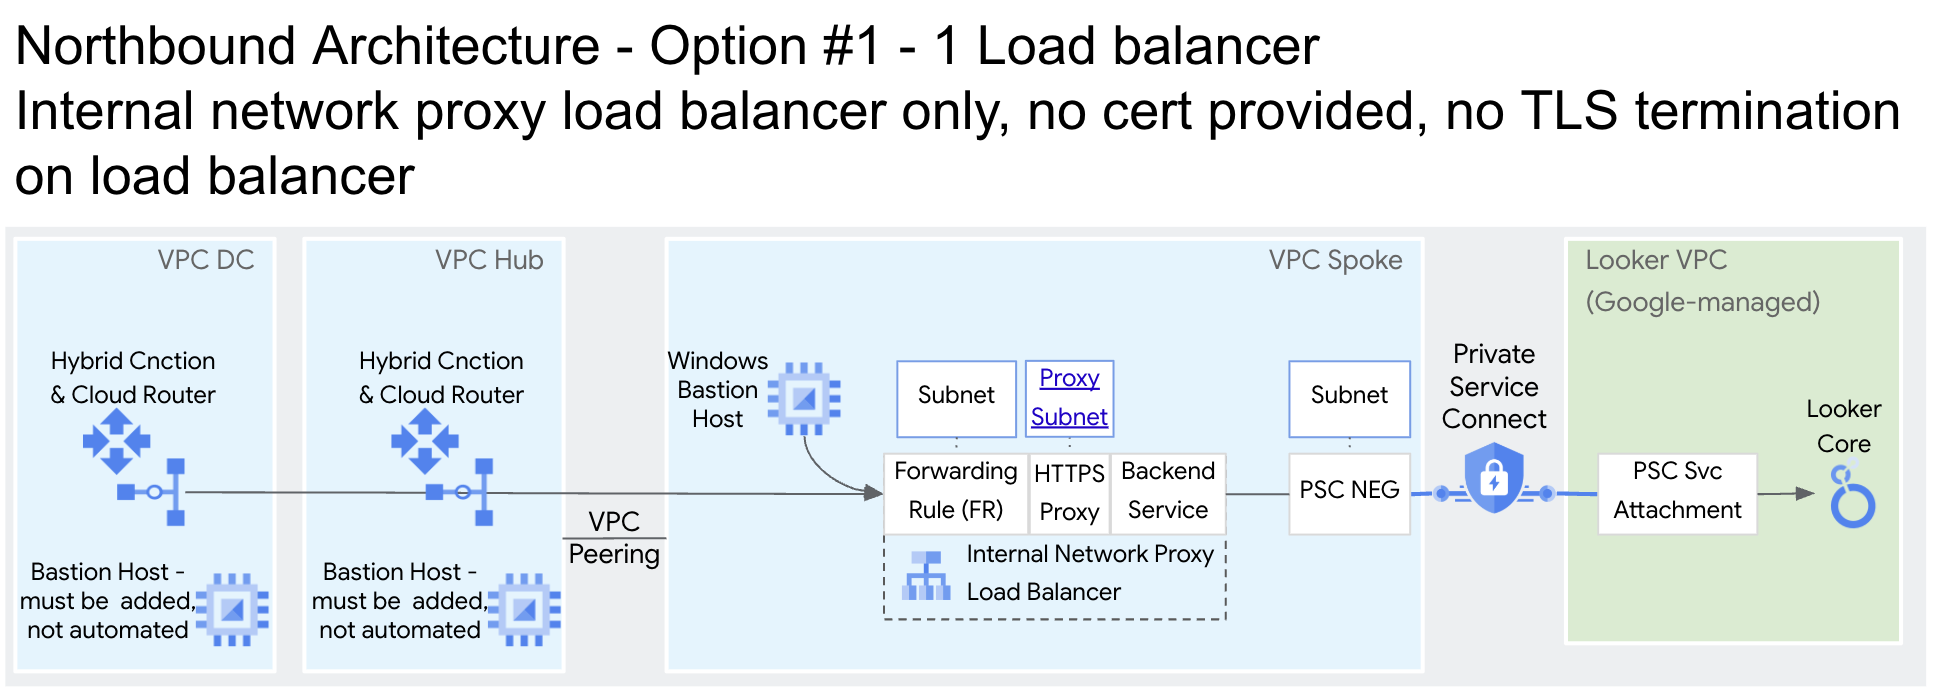 Northbound Architecture - Option #1 - 1 Load balancer
Internal network proxy load balancer only, no cert provided, no TLS termination
on load balancer
VPC DC
Hybrid Cnction
& Cloud Router
Bastion Host -
must be added,
not automated
VPC Hub
Hybrid Cnction
& Cloud Router
Bastion Host -
must be added,
not automated
VPC
Peering
VPC Spoke
Windows
Bastion
Host
Subnet
Proxy
Subnet
Forwarding
Rule (FR)
HTTPS
Proxy
Backend
Service
Internal Network Proxy
Load Balancer
Subnet
PSC NEG
Private
Service
Connect
Looker VPC
(Google-managed)
PSC Svc
Attachment
Looker
Core